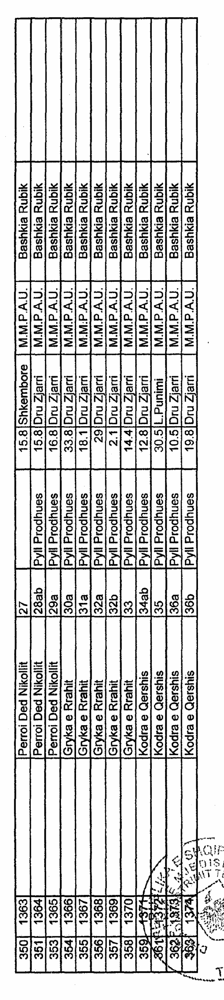 350 1363 Perroi Ded Nikollit 27 15.8 Shkembore M.M.P.A.U. Bashkia Rubik
351 1364 Perroi Ded Nikollit 28ab Pyll Prodhues 15.8 Dru Zjarri M.M.P.A.U. Bashkia Rubik
353 1365 Perroi Ded Nikollit 29a Pyll Prodhues 16.8 Dru Zjarri M.M.P.A.U. Bashkia Rubik
354 1366 Gryka e Rrahit 30a Pyll Prodhues 33.8 Dru Zjarri M.M.P.A.U. Bashkia Rubik
355 1367 Gryka e Rrahit 31a Pyll Prodhues 18.1 Dru Zjarri M.M.P.A.U. Bashkia Rubik
356 1368 Gryka e Rrahit 32a Pyll Prodhues 29 Dru Zjarri M.M.P.A.U. Bashkia Rubik
357 1369 Gryka e Rrahit 32b Pyll Prodhues 2.1 Dru Zjarri M.M.P.A.U. Bashkia Rubik
358 1370 Gryka e Rrahit 33 Pyll Prodhues 14.4 Dru Zjarri M.M.P.A.U. Bashkia Rubik
359 1371 Kodra e Qershis 34ab Pyll Prodhues 12.8 Dru Zjarri M.M.P.A.U. Bashkia Rubik
361 1372 Kodra e Qershis 35 Pyll Prodhues 30.5 L.Punimi M.M.P.A.U. Bashkia Rubik
362 1373 Kodra e Qershis 36a Pyll Prodhues 10.5 Dru Zjarri M.M.P.A.U. Bashkia Rubik
363 1374 Kodra e Qershis 36b Pyll Prodhues 19.8 Dru Zjarri M.M.P.A.U. Bashkia Rubik